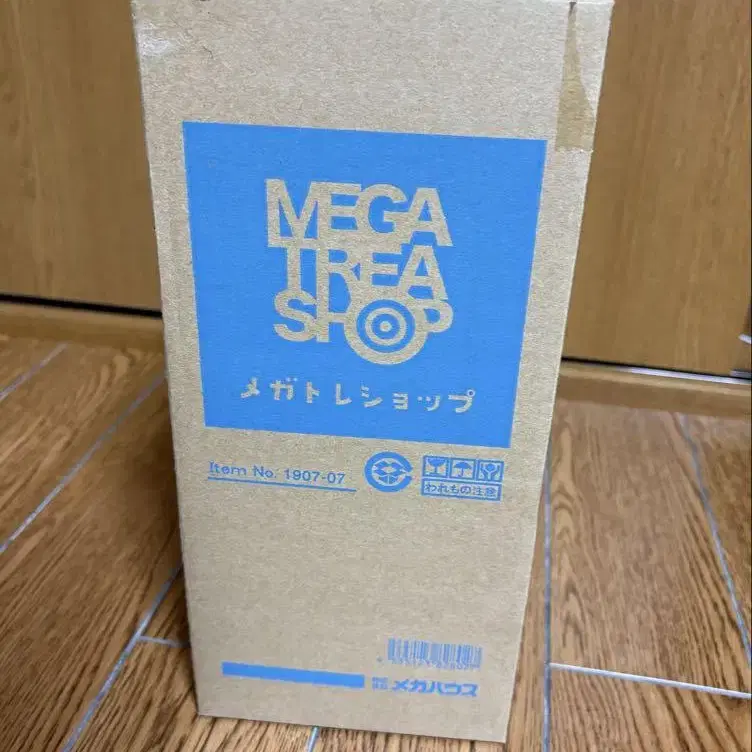 MEGA
TREA
SHOP
メガトレショップ
Item No. 1907-07
われもの注意
メガハウス